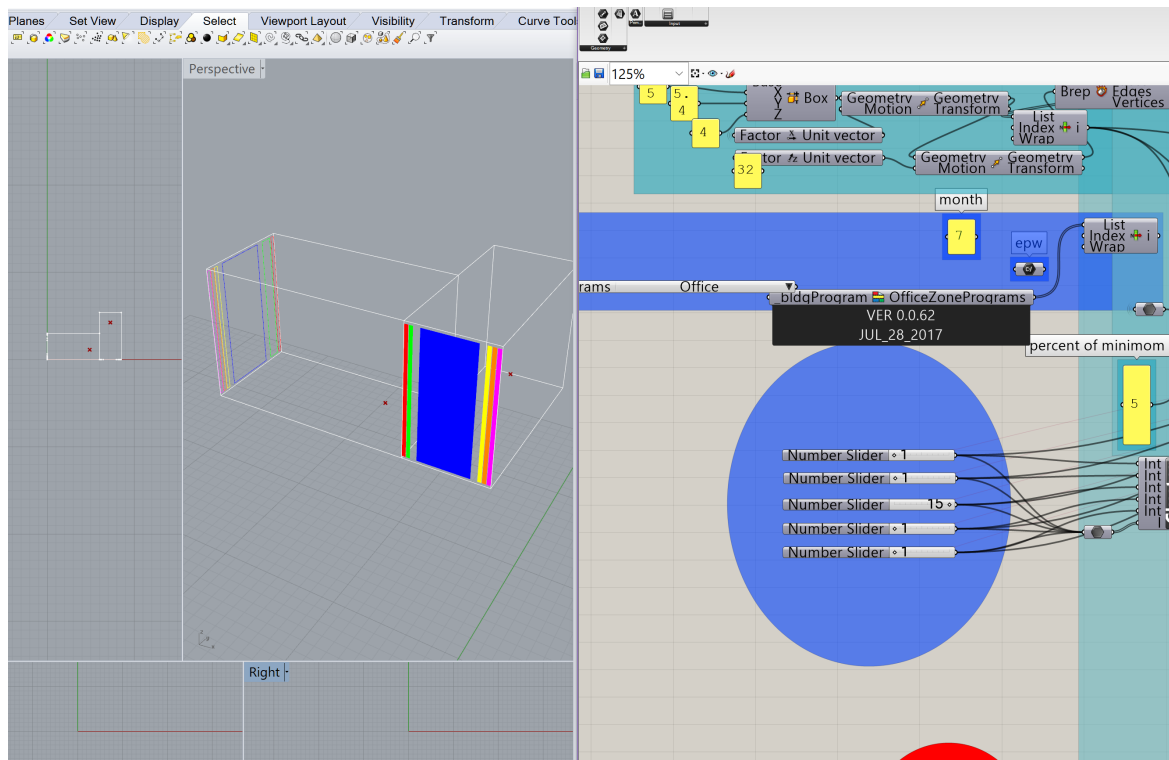 Planes Set View Display Select Viewport Layout Visibility Transform Curve Tool
Perspective
Right
Geometry
Input
125%
5
5.
4
4
32
X
Y
Z
Box
Geometry Geometry
Motion Transform
Brep Edges
Vertices
List
Index i
Wrap
Factor Unit vector
tor Unit vector
Geometry Geometry
Motion Transform
month
7
epw
List
Index i
Wrap
rams Office
_bldgProgram OfficeZonePrograms
VER 0.0.62
JUL_28_2017
percent of minimom
5
Number Slider 1
Number Slider 1
Number Slider 15
Number Slider 1
Number Slider 1
Int
Int
Int
Int
Int
I